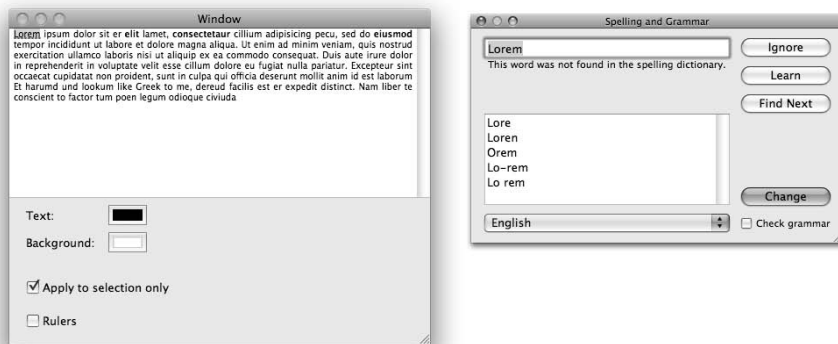 Window
Lorem ipsum dolor sit er elit lamet, consectetaur cillium adipisicing pecu, sed do eiusmod
tempor incididunt ut labore et dolore magna aliqua. Ut enim ad minim veniam, quis nostrud
exercitation ullamco laboris nisi ut aliquip ex ea commodo consequat. Duis aute irure dolor
in reprehenderit in voluptate velit esse cillum dolore eu fugiat nulla pariatur. Excepteur sint
occaecat cupidatat non proident, sunt in culpa qui officia deserunt mollit anim id est laborum
Et harumd und lookum like Greek to me, dereud facilis est er expedit distinct. Nam liber te
conscient to factor tum poen legum odioque civiuda
Text:
Background:
Apply to selection only
Rulers
Spelling and Grammar
Lorem
This word was not found in the spelling dictionary.
Ignore
Learn
Find Next
Lore
Loren
Orem
Lo-rem
Lo rem
Change
English
Check grammar